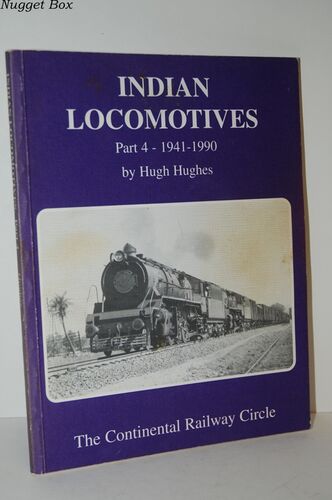 Nugget Box
INDIAN
LOCOMOTIVES
Part 4 - 1941-1990
by Hugh Hughes
The Continental Railway Circle